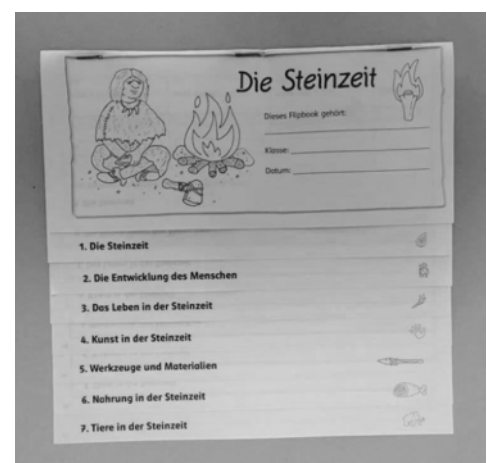 Die Steinzeit
Dieses Flipbook gehört:
Klasse:
Datum:
1. Die Steinzeit
2. Die Entwicklung des Menschen
3. Das Leben in der Steinzeit
4. Kunst in der Steinzeit
5. Werkzeuge und Materialien
6. Nahrung in der Steinzeit
7. Tiere in der Steinzeit